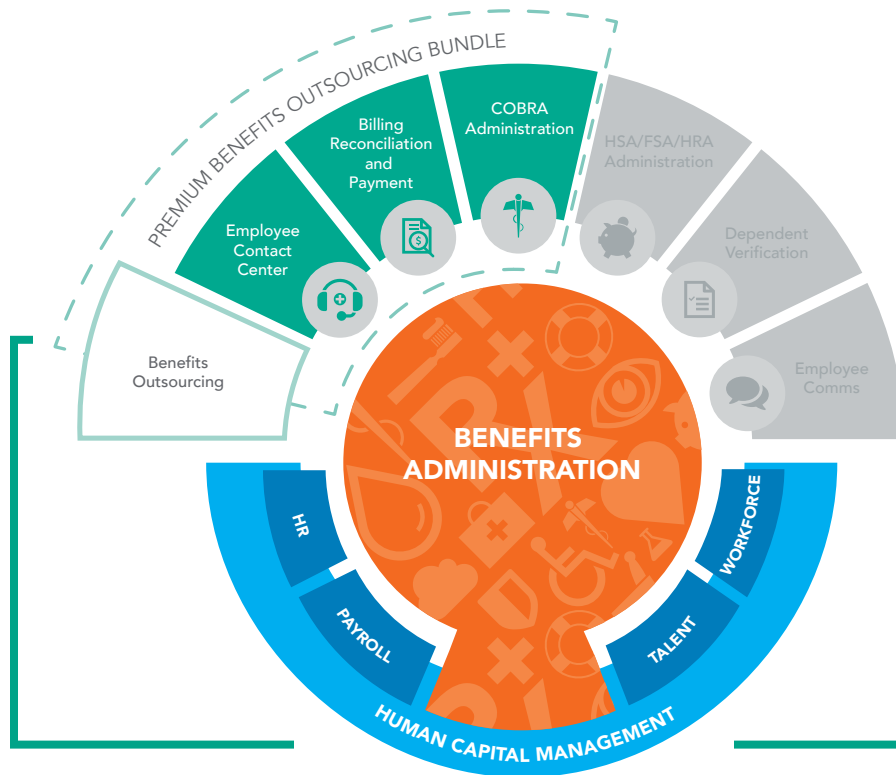 PREMIUM BENEFITS OUTSOURCING BUNDLE
Benefits
Outsourcing
Employee
Contact
Center
Billing
Reconciliation
and
Payment
COBRA
Administration
HSA/FSA/HRA
Administration
Dependent
Verification
Employee
Comms
BENEFITS
ADMINISTRATION
HR
PAYROLL
TALENT
WORKFORCE
HUMAN CAPITAL MANAGEMENT